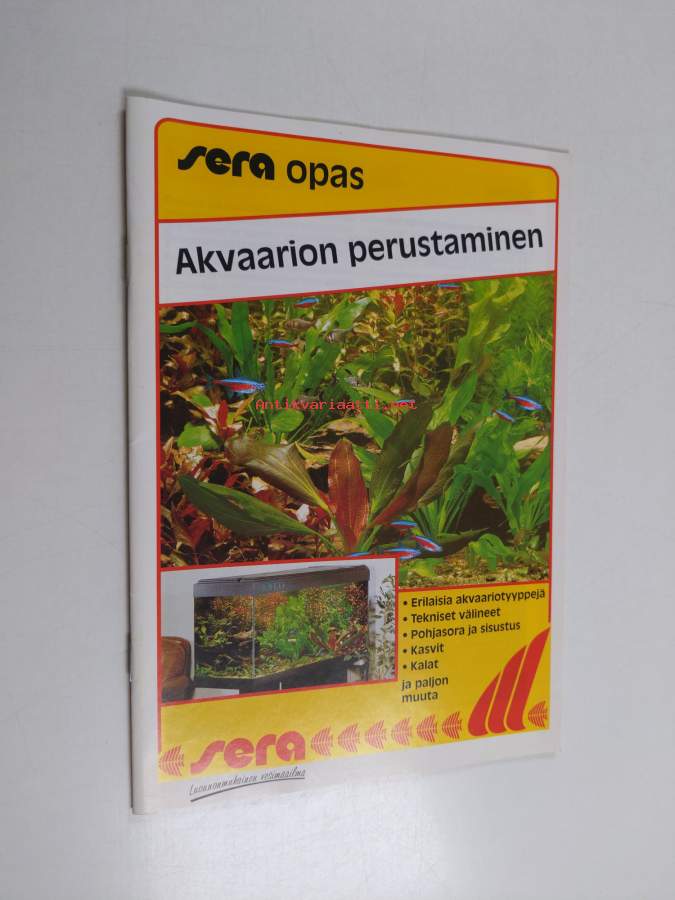 sera opas
Akvaarion perustaminen
Antikvariaatti.net
• Erilaisia akvaariotyyppejä
• Tekniset välineet
• Pohjasora ja sisustus
• Kasvit
• Kalat
ja paljon
muuta
sera
Luonnonmukainen vesimaailma